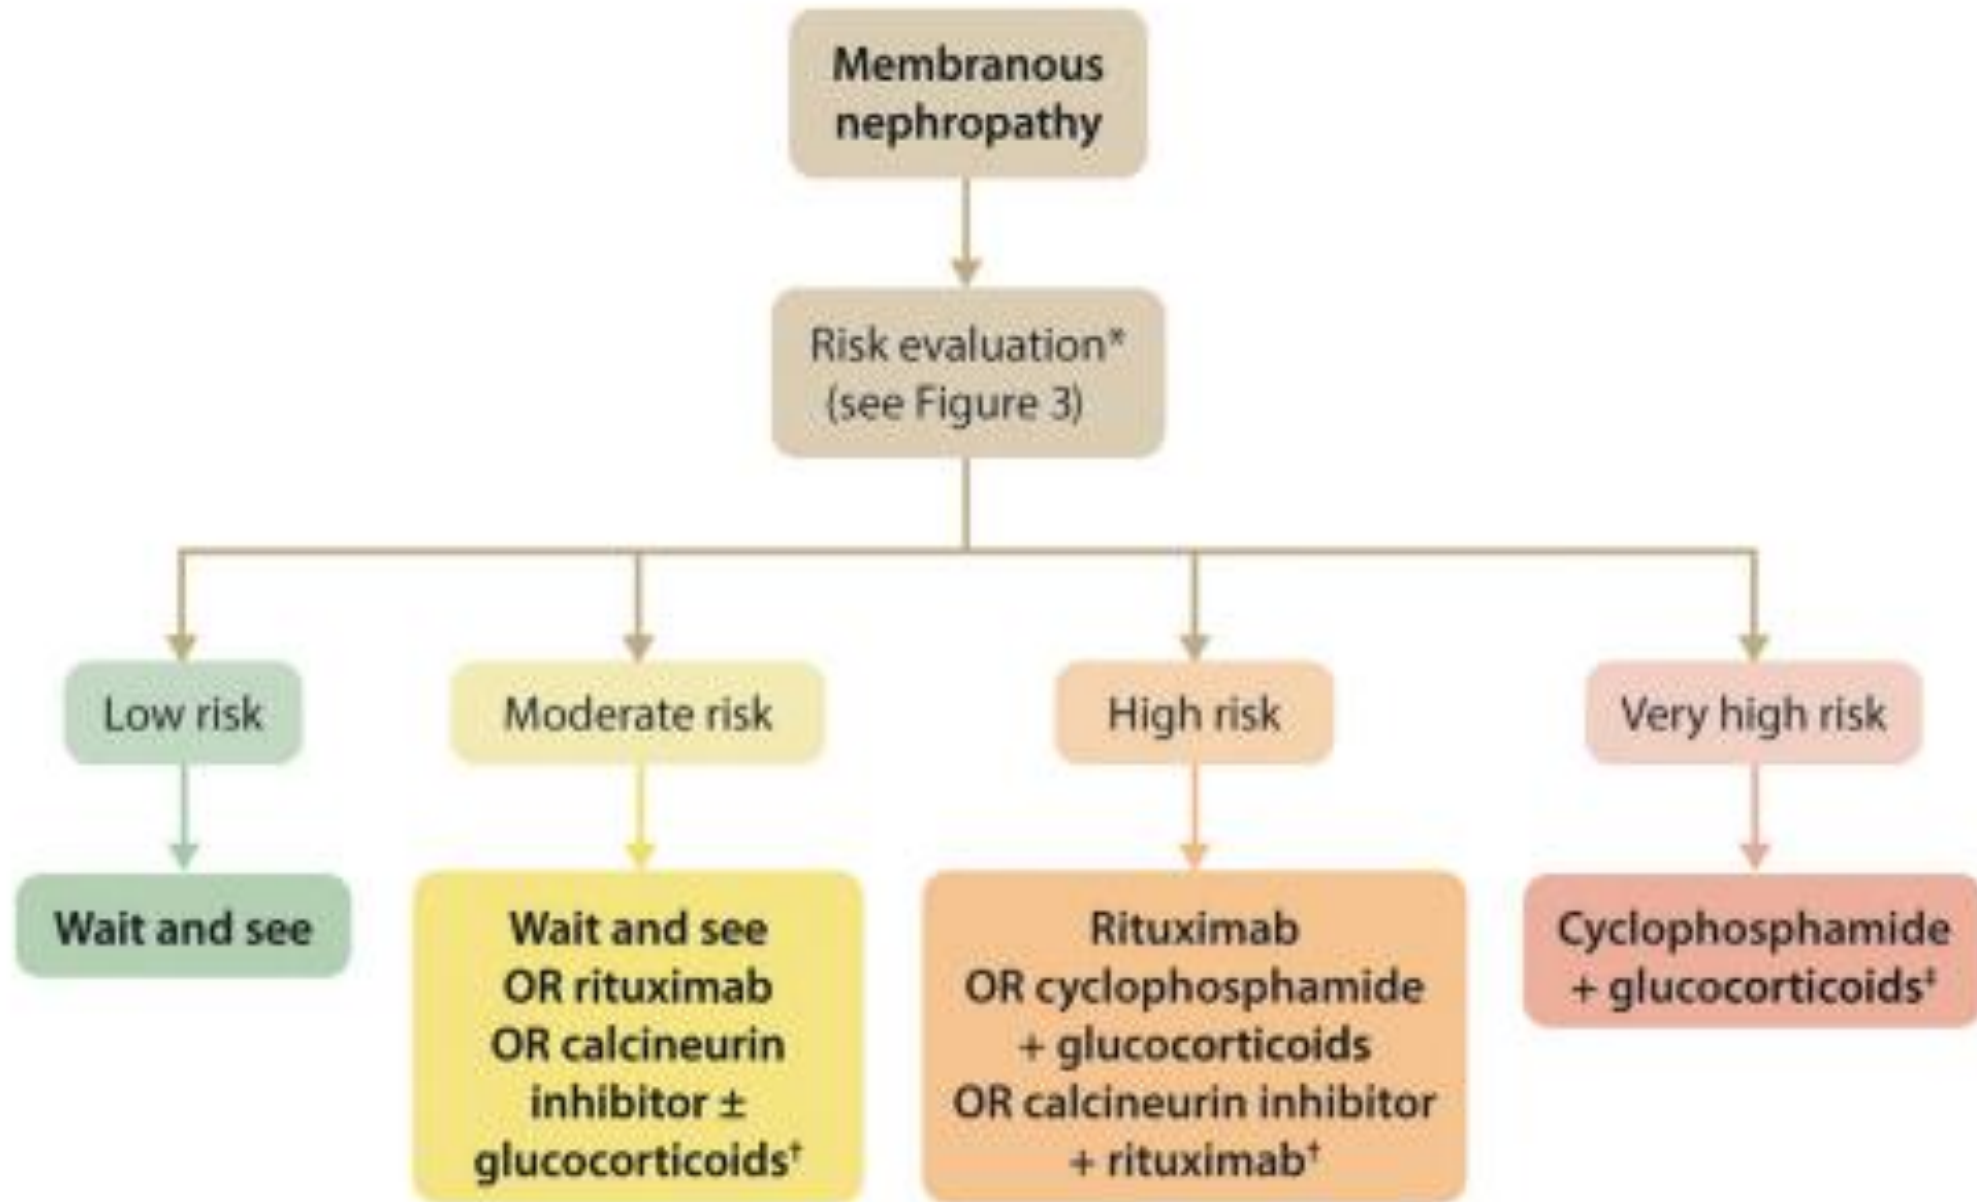 Membranous
nephropathy
Risk evaluation*
(see Figure 3)
Low risk
Moderate risk
High risk
Very high risk
Wait and see
Wait and see
OR rituximab
OR calcineurin
inhibitor ±
glucocorticoids†
Rituximab
OR cyclophosphamide
+ glucocorticoids
OR calcineurin inhibitor
+ rituximab†
Cyclophosphamide
+ glucocorticoids‡